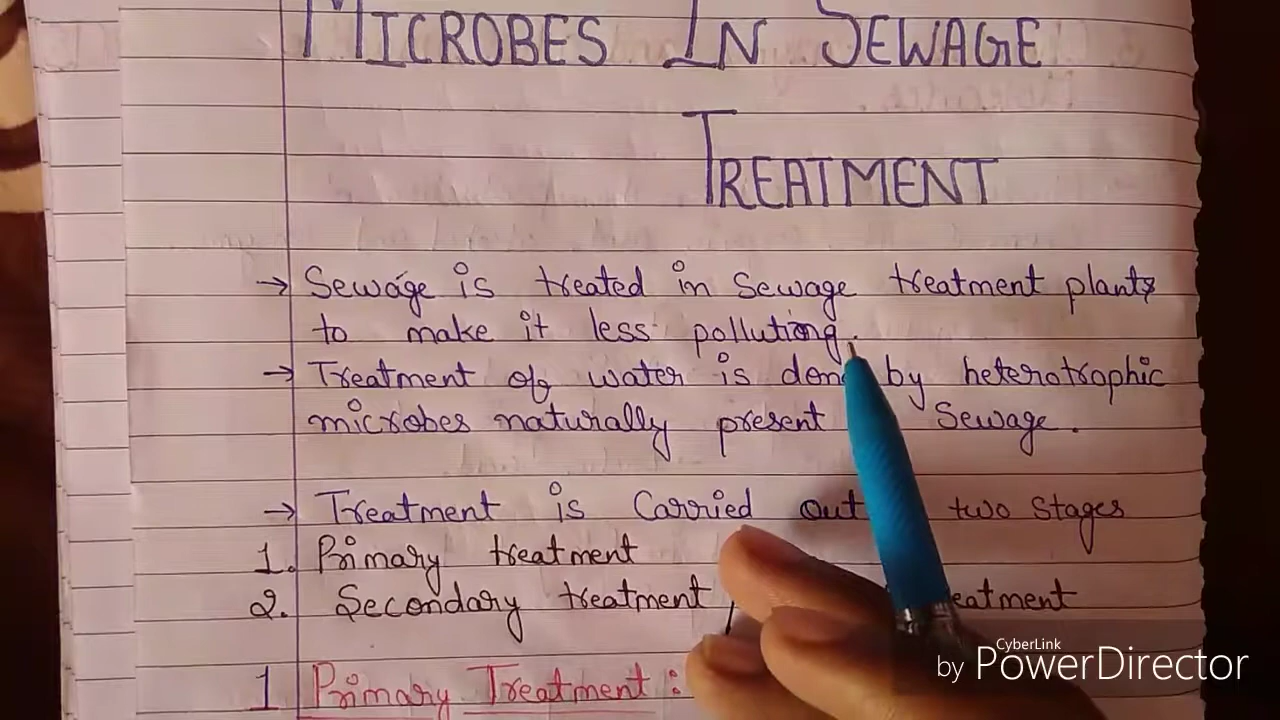 MICROBES IN SEWAGE
TREATMENT
→ Sewage is treated in Sewage treatment plants
to make it less polluting.
→ Treatment of water is done by heterotrophic
microbes naturally present Sewage.
→ Treatment is Carried out two Stages
1. Primary treatment
2. Secondary treatment /
1 Primary Treatment :
CyberLink
by PowerDirector